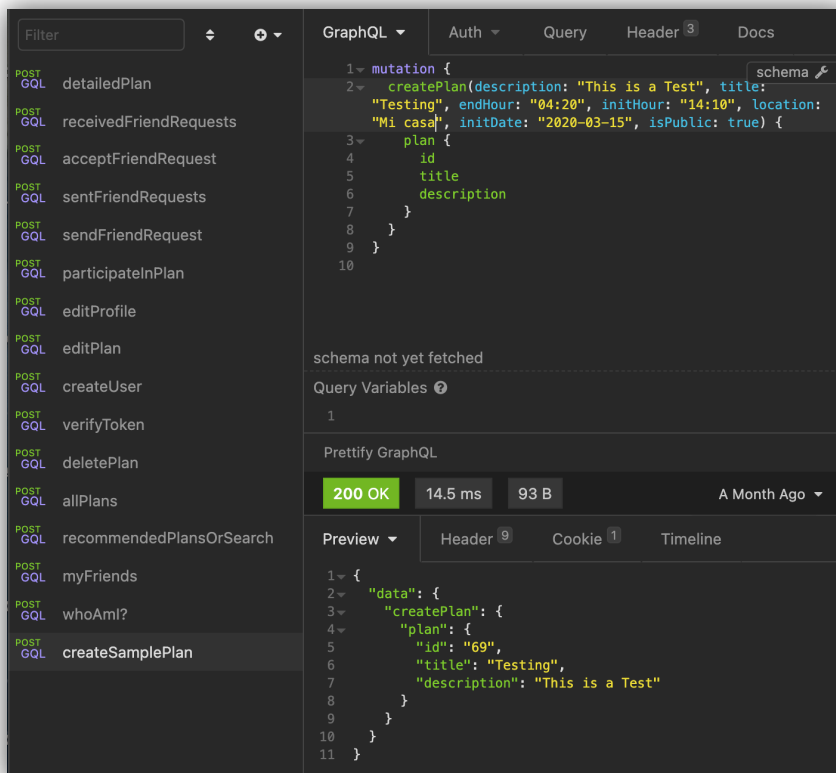 Filter
POST
GQL detailedPlan
POST
GQL receivedFriendRequests
POST
GQL acceptFriendRequest
POST
GQL sentFriendRequests
POST
GQL sendFriendRequest
POST
GQL participateInPlan
POST
GQL editProfile
POST
GQL editPlan
POST
GQL createUser
POST
GQL verifyToken
POST
GQL deletePlan
POST
GQL allPlans
POST
GQL recommendedPlansOrSearch
POST
GQL myFriends
POST
GQL whoAmI?
POST
GQL createSamplePlan
GraphQL Auth Query Header 3 Docs
schema
1 mutation {
2 createPlan(description: "This is a Test", title:
"Testing", endHour: "04:20", initHour: "14:10", location:
"Mi casa", initDate: "2020-03-15", isPublic: true) {
3 plan {
4 id
5 title
6 description
7 }
8 }
9 }
10
schema not yet fetched
Query Variables ?
1
Prettify GraphQL
200 OK 14.5 ms 93 B A Month Ago
Preview Header 9 Cookie 1 Timeline
1 {
2 "data": {
3 "createPlan": {
4 "plan": {
5 "id": "69",
6 "title": "Testing",
7 "description": "This is a Test"
8 }
9 }
10 }
11 }